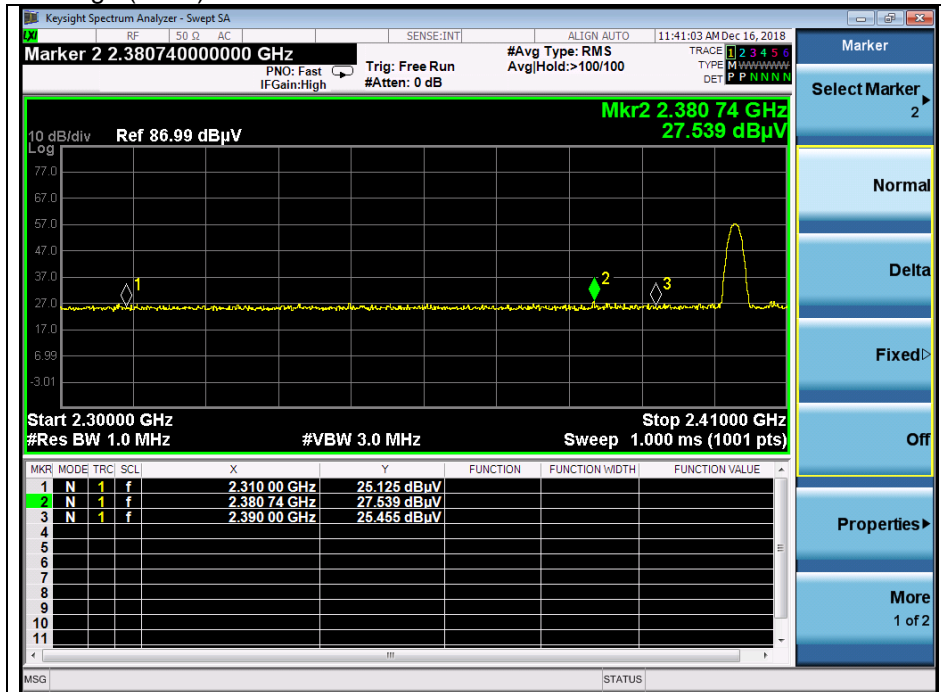 Keysight Spectrum Analyzer - Swept SA
LXI RF 50 Ω AC SENSE:INT ALIGN AUTO 11:41:03 AM Dec 16, 2018
Marker 2 2.380740000000 GHz
PNO: Fast
IFGain:High
Trig: Free Run
#Atten: 0 dB
#Avg Type: RMS
Avg|Hold:>100/100
TRACE 1 2 3 4 5 6
TYPE M W W W W W
DET P P N N N N
Mkr2 2.380 74 GHz
27.539 dBµV
10 dB/div Ref 86.99 dBµV
Log
77.0
67.0
57.0
47.0
37.0
27.0
17.0
6.99
-3.01
1
2
3
Start 2.30000 GHz Stop 2.41000 GHz
#Res BW 1.0 MHz #VBW 3.0 MHz Sweep 1.000 ms (1001 pts)
MKR MODE TRC SCL X Y FUNCTION FUNCTION WIDTH FUNCTION VALUE
1 N 1 f 2.310 00 GHz 25.125 dBµV
2 N 1 f 2.380 74 GHz 27.539 dBµV
3 N 1 f 2.390 00 GHz 25.455 dBµV
4
5
6
7
8
9
10
11
MSG STATUS
Marker
Select Marker
2
Normal
Delta
Fixed
Off
Properties
More
1 of 2